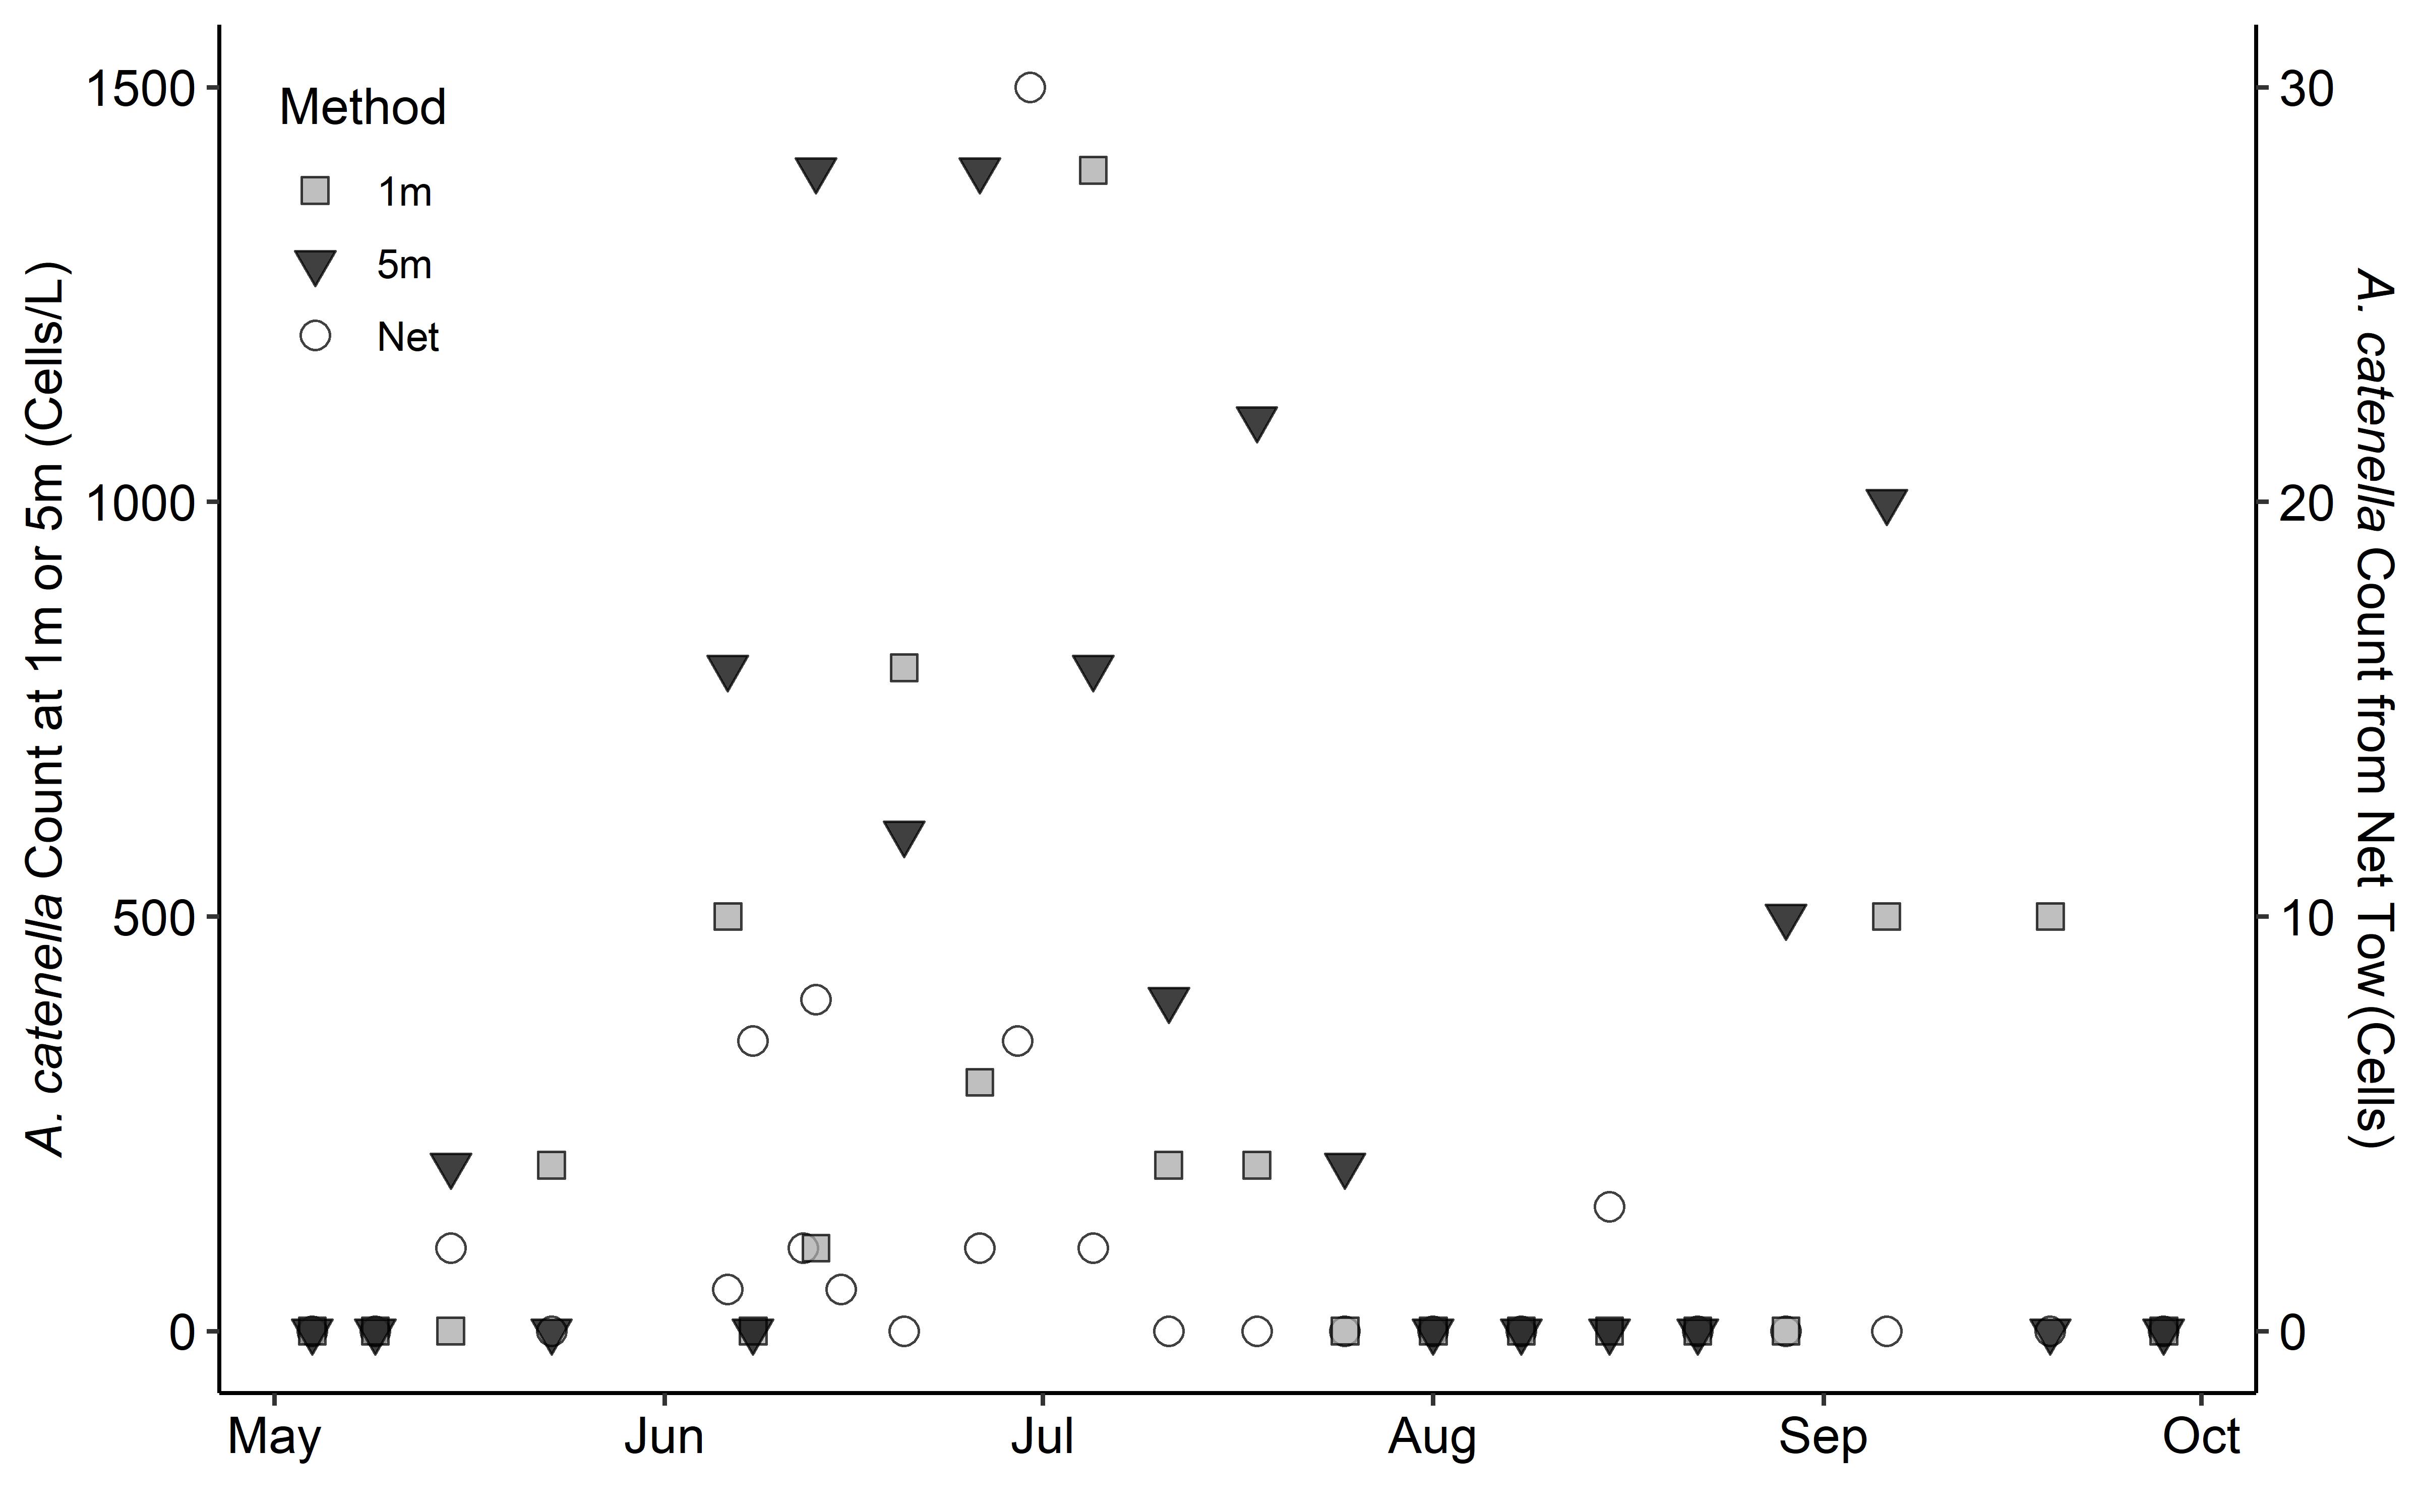 Method
1m
5m
Net
A. catenella Count at 1m or 5m (Cells/L)
1500
1000
500
0
A. catenella Count from Net Tow (Cells)
30
20
10
0
May Jun Jul Aug Sep Oct